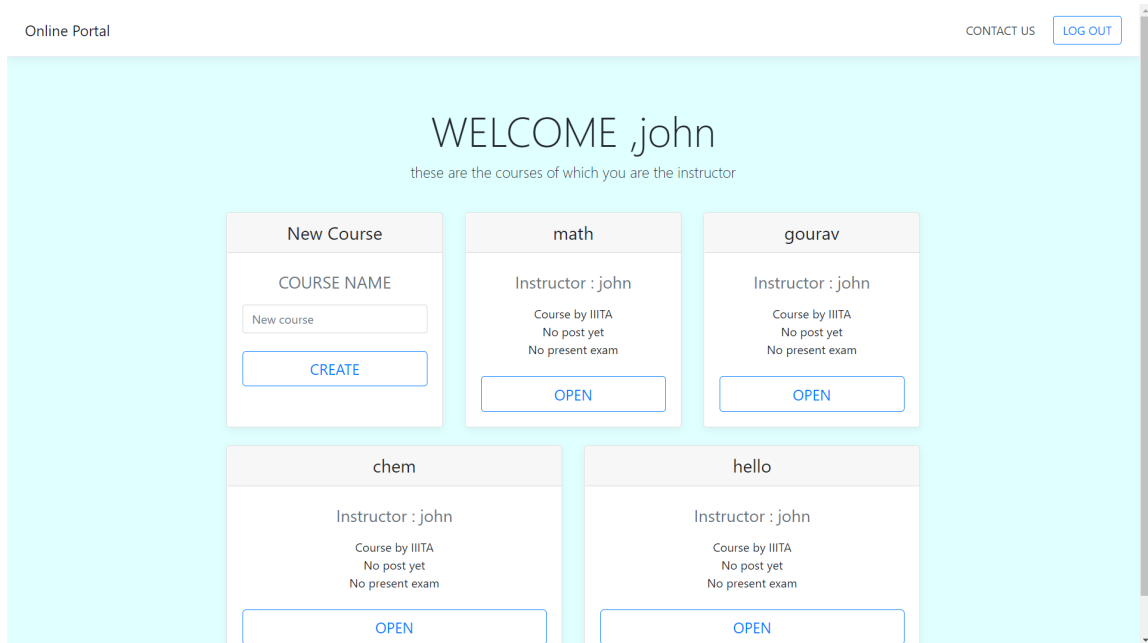 Online Portal
CONTACT US
LOG OUT
WELCOME ,john
these are the courses of which you are the instructor
New Course
COURSE NAME
New course
CREATE
math
Instructor : john
Course by IIITA
No post yet
No present exam
OPEN
gourav
Instructor : john
Course by IIITA
No post yet
No present exam
OPEN
chem
Instructor : john
Course by IIITA
No post yet
No present exam
OPEN
hello
Instructor : john
Course by IIITA
No post yet
No present exam
OPEN